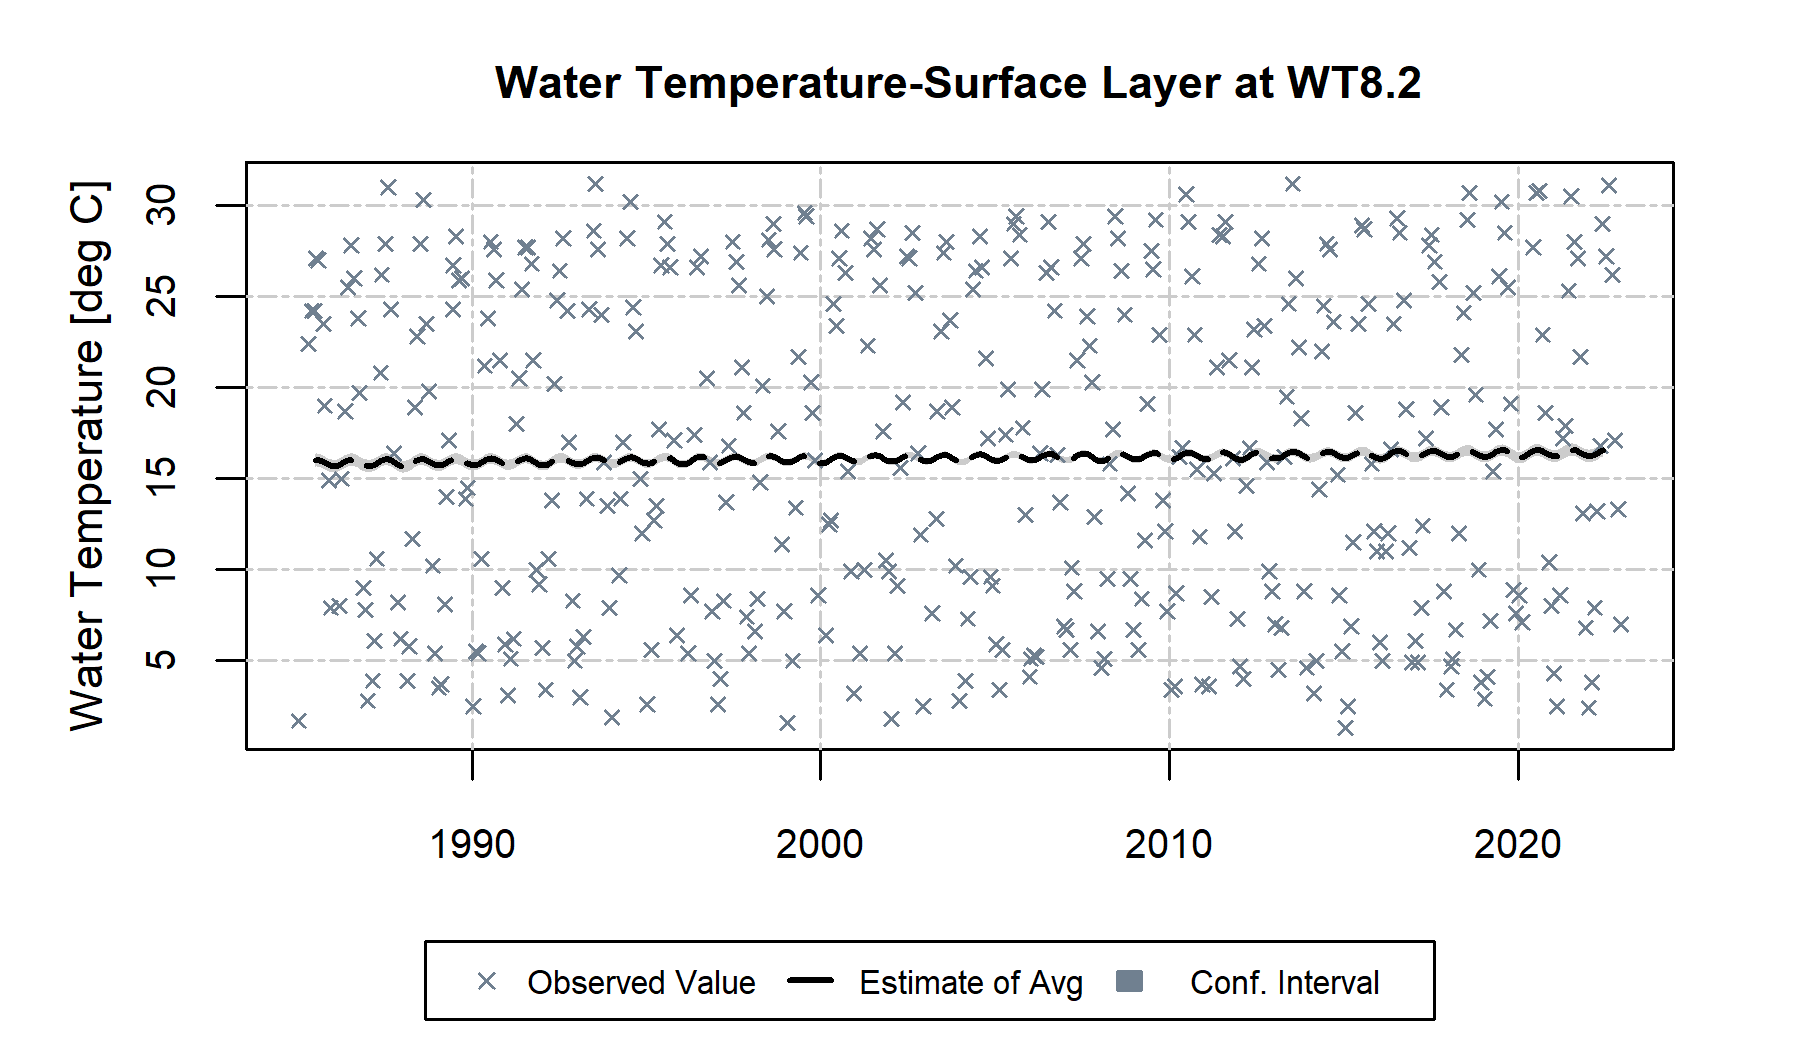 Water Temperature-Surface Layer at WT8.2
Water Temperature [deg C]
30
25
20
15
10
5
1990 2000 2010 2020
Observed Value Estimate of Avg Conf. Interval